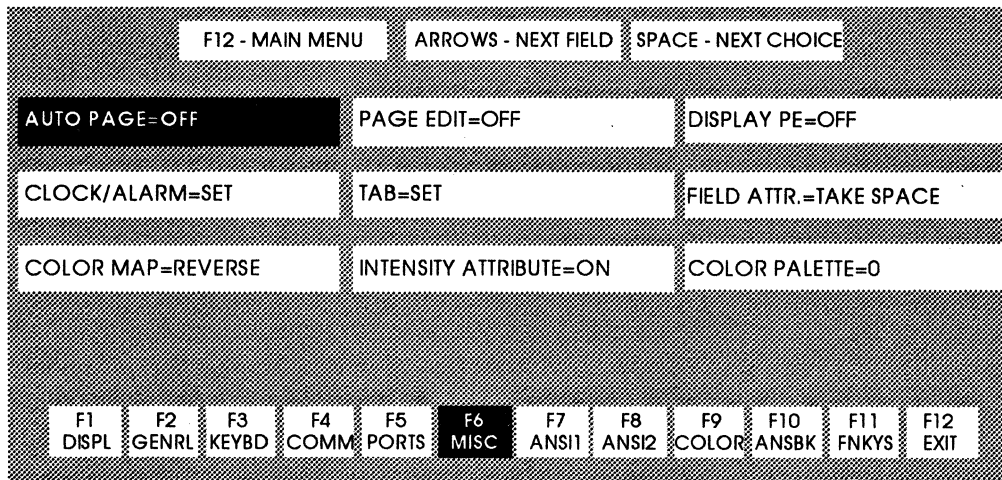 F12 - MAIN MENU ARROWS - NEXT FIELD SPACE - NEXT CHOICE
AUTO PAGE=OFF PAGE EDIT=OFF DISPLAY PE=OFF
CLOCK/ALARM=SET TAB=SET FIELD ATTR.=TAKE SPACE
COLOR MAP=REVERSE INTENSITY ATTRIBUTE=ON COLOR PALETTE=0
F1 F2 F3 F4 F5 F6 F7 F8 F9 F10 F11 F12
DISPL GENRL KEYBD COMM PORTS MISC ANSI1 ANSI2 COLOR ANSBK FNKYS EXIT